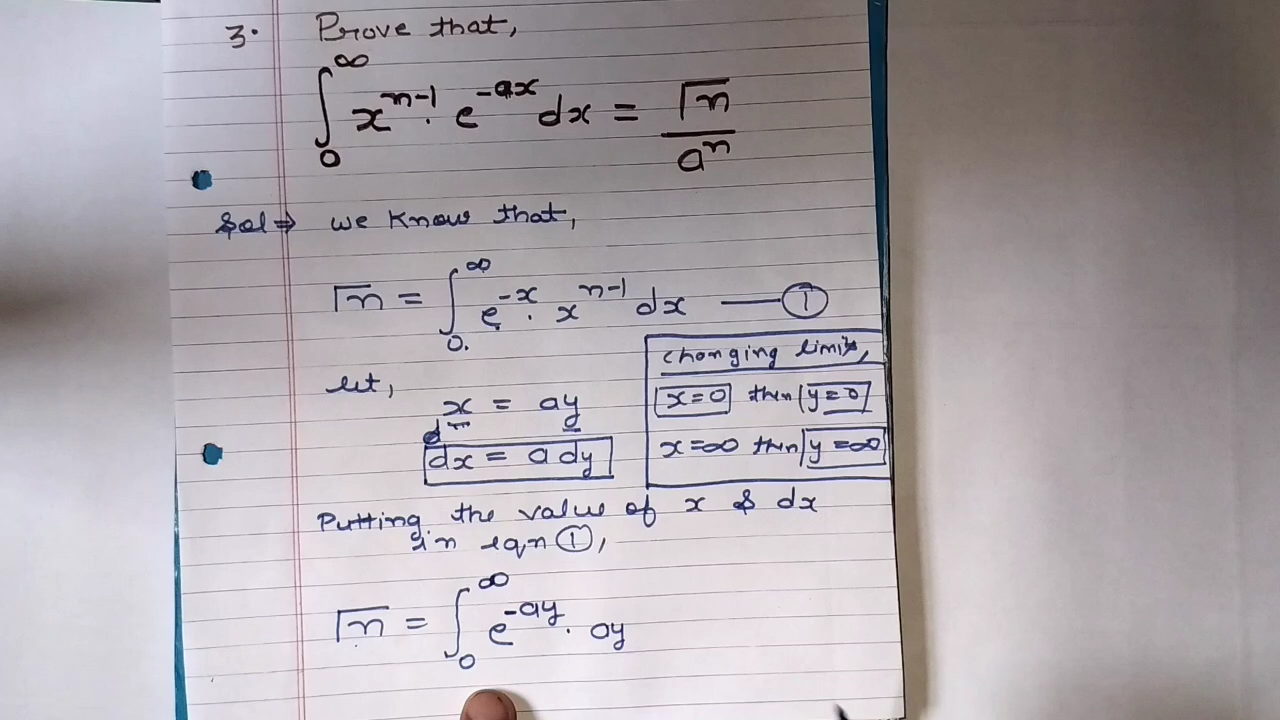 3. Prove that,
∫₀^∞ x^(n-1) . e^(-ax) dx = Γn / a^n
Sol ⇒ we know that,
Γn = ∫₀^∞ e^(-x) . x^(n-1) dx —— ①
let,
x = ay
d
dx = a dy
changing limits,
x=0 then y=0
x=∞ then y=∞
Putting the value of x & dx
in eqn ①,
Γn = ∫₀^∞ e^(-ay) . ay